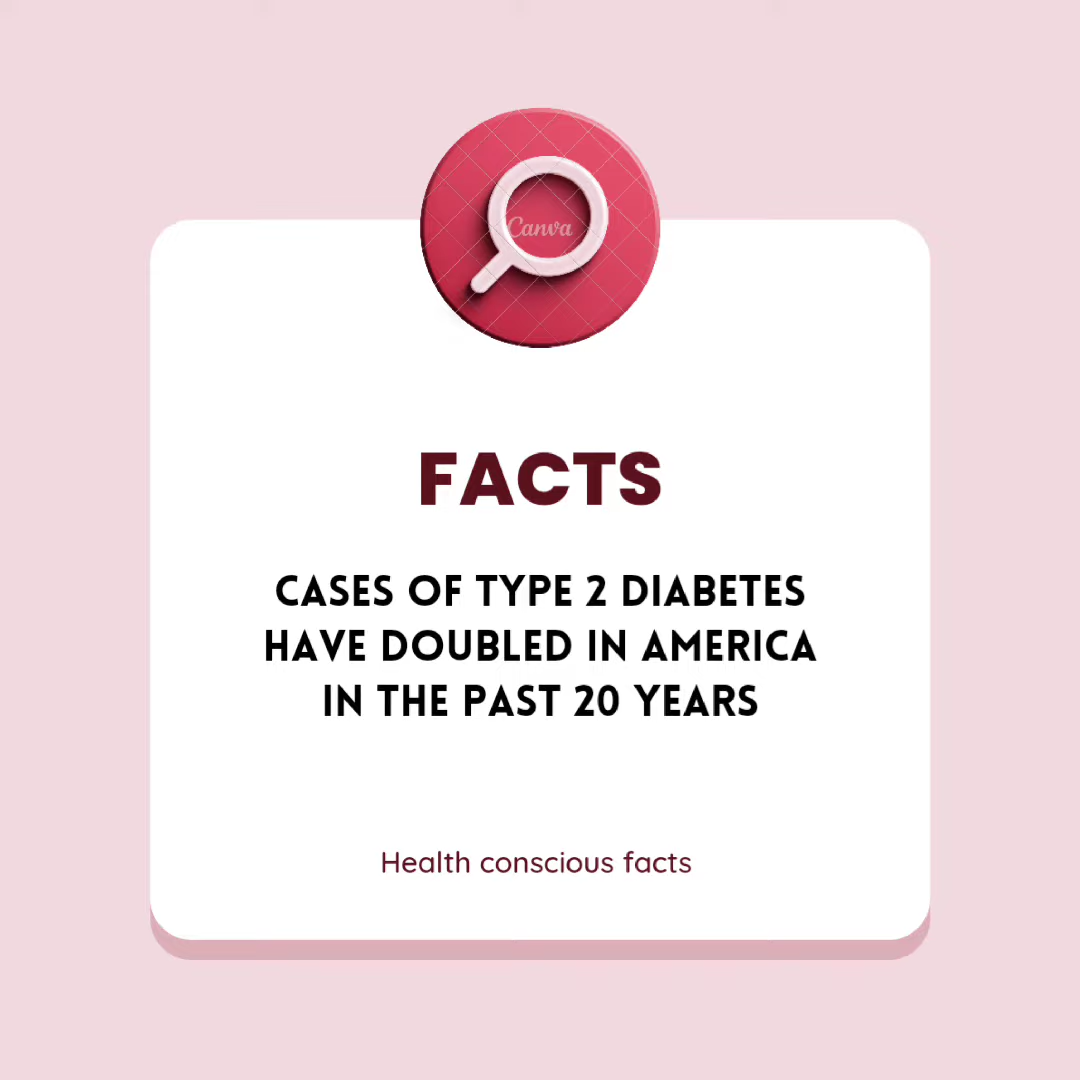 Canva
FACTS
CASES OF TYPE 2 DIABETES
HAVE DOUBLED IN AMERICA
IN THE PAST 20 YEARS
Health conscious facts